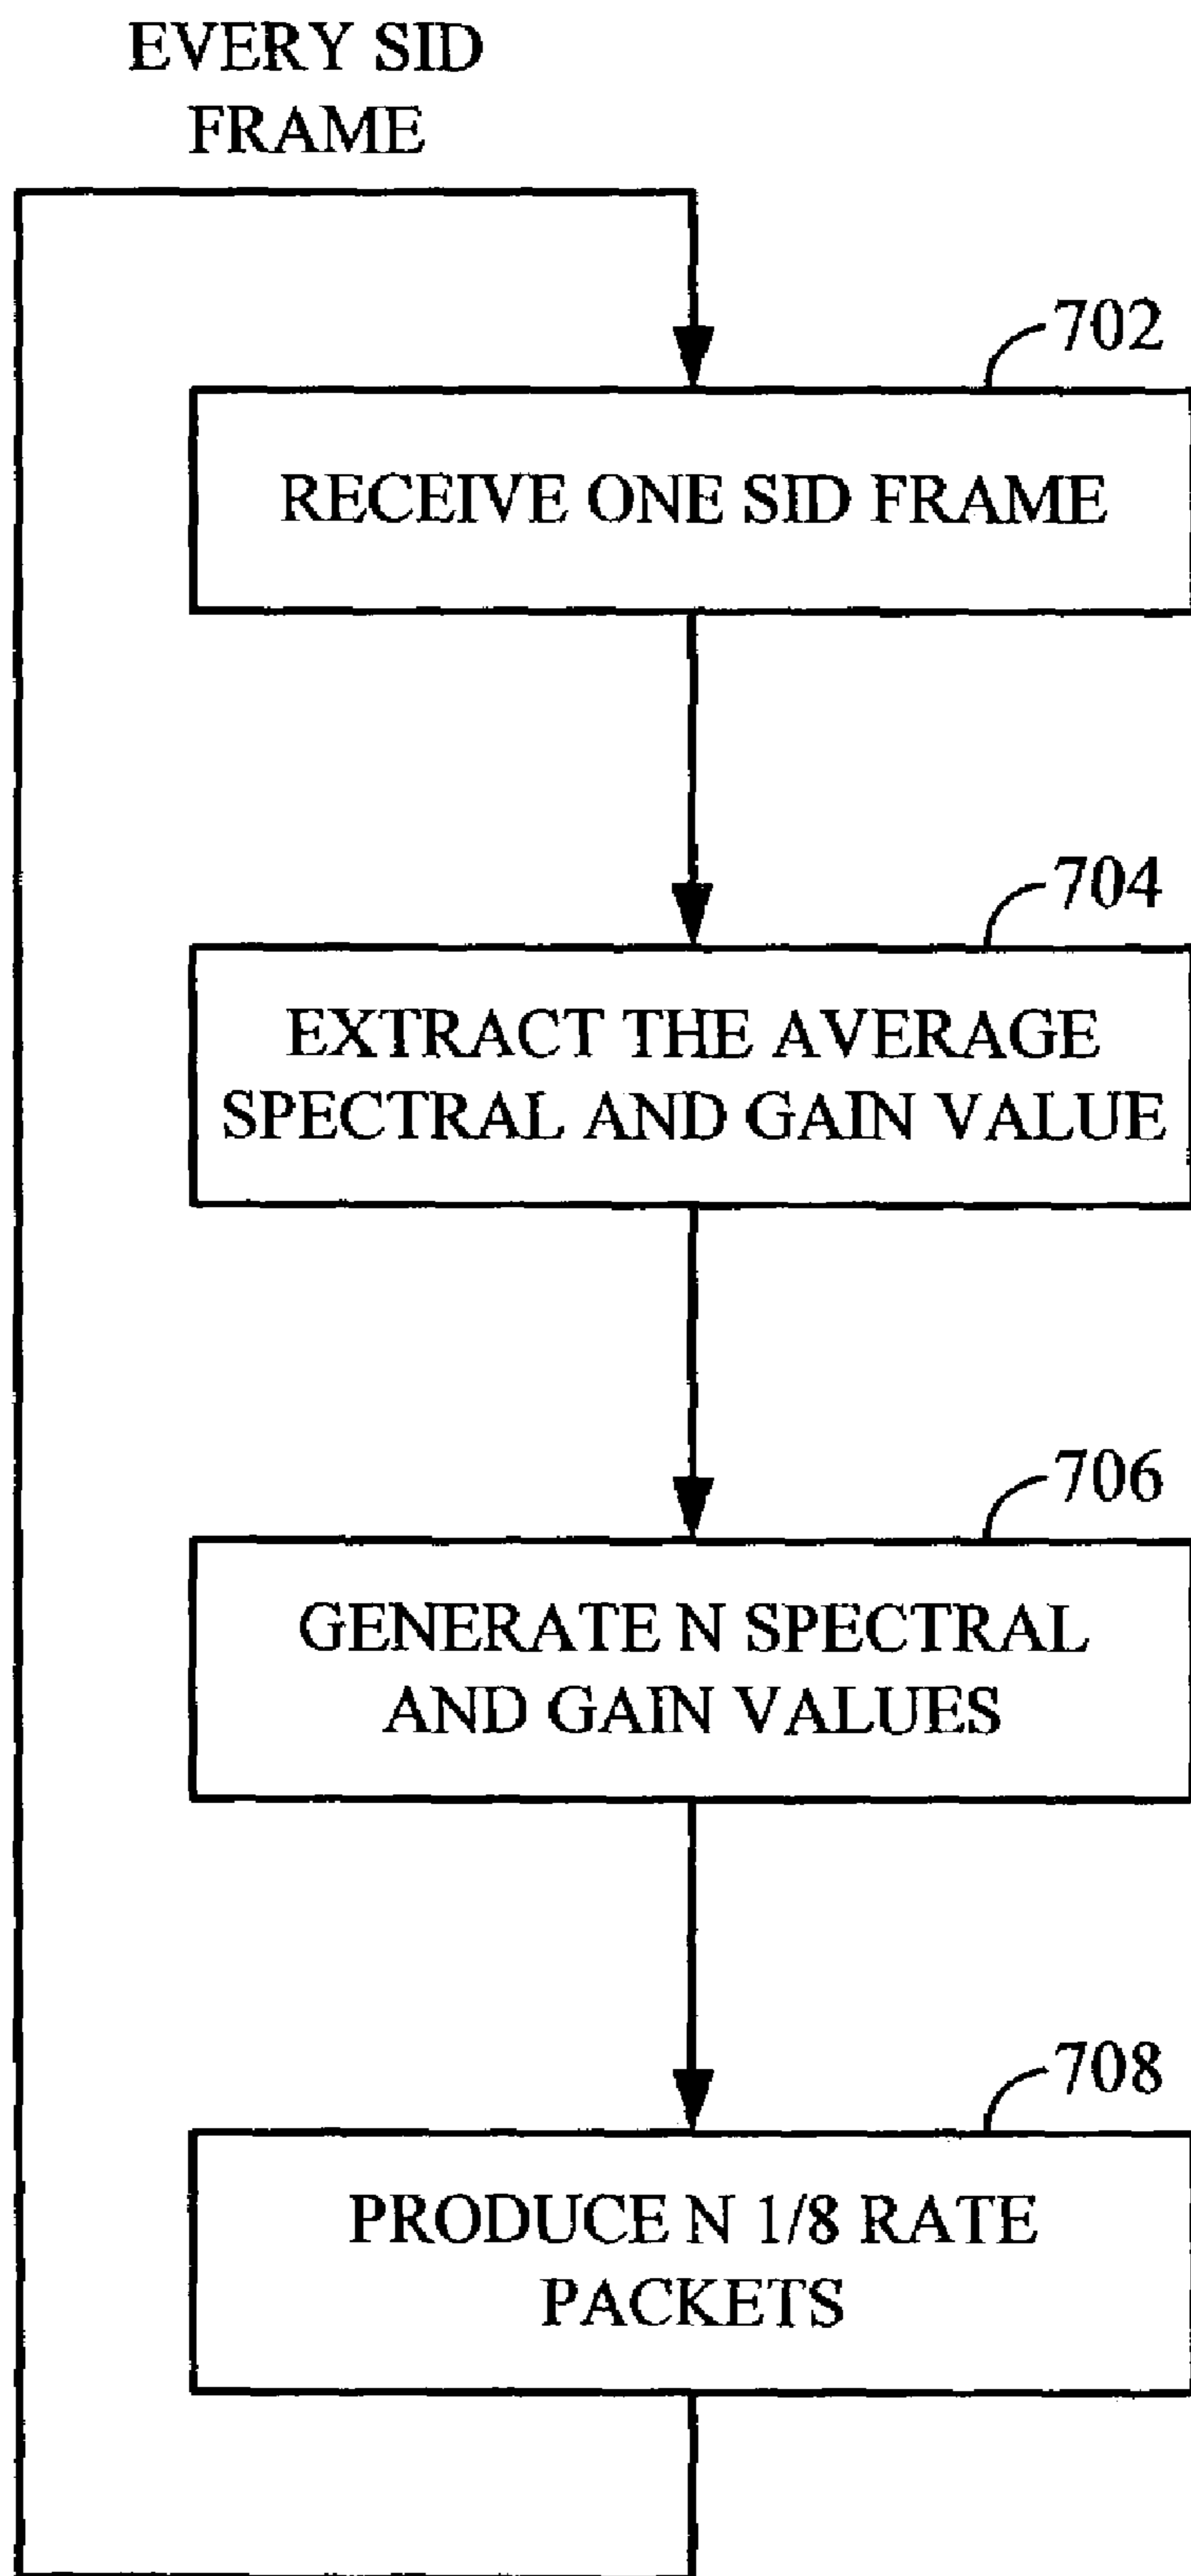 EVERY SID
FRAME
702
RECEIVE ONE SID FRAME
704
EXTRACT THE AVERAGE
SPECTRAL AND GAIN VALUE
706
GENERATE N SPECTRAL
AND GAIN VALUES
708
PRODUCE N 1/8 RATE
PACKETS